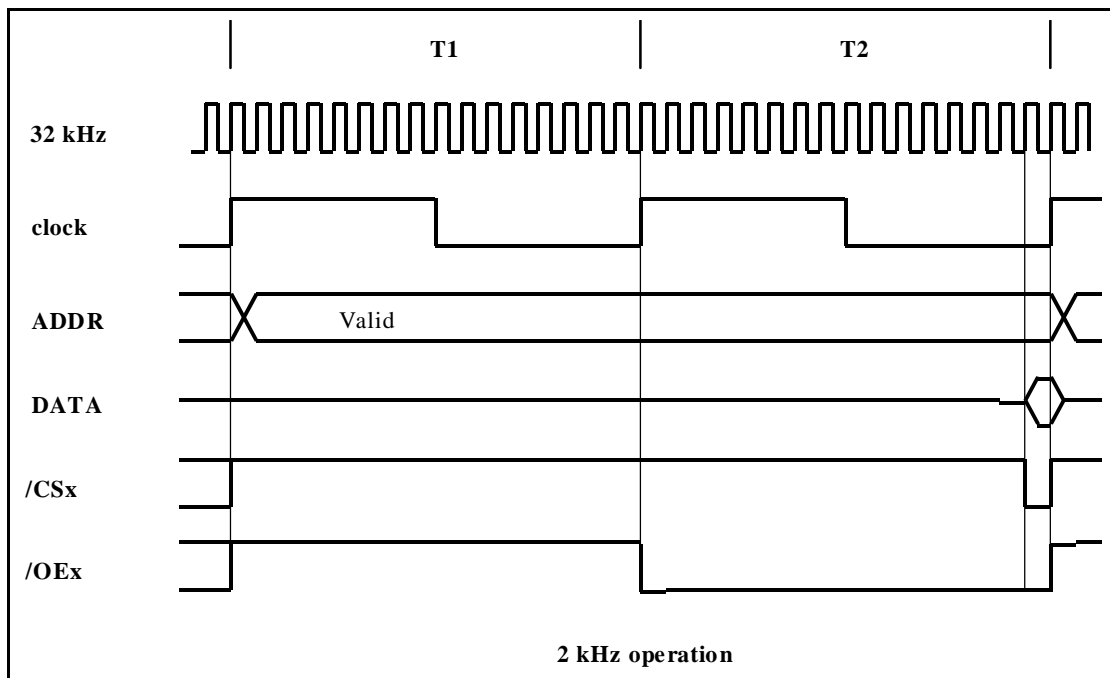 T1 T2
32 kHz
clock
ADDR Valid
DATA
/CSx
/OEx
2 kHz operation